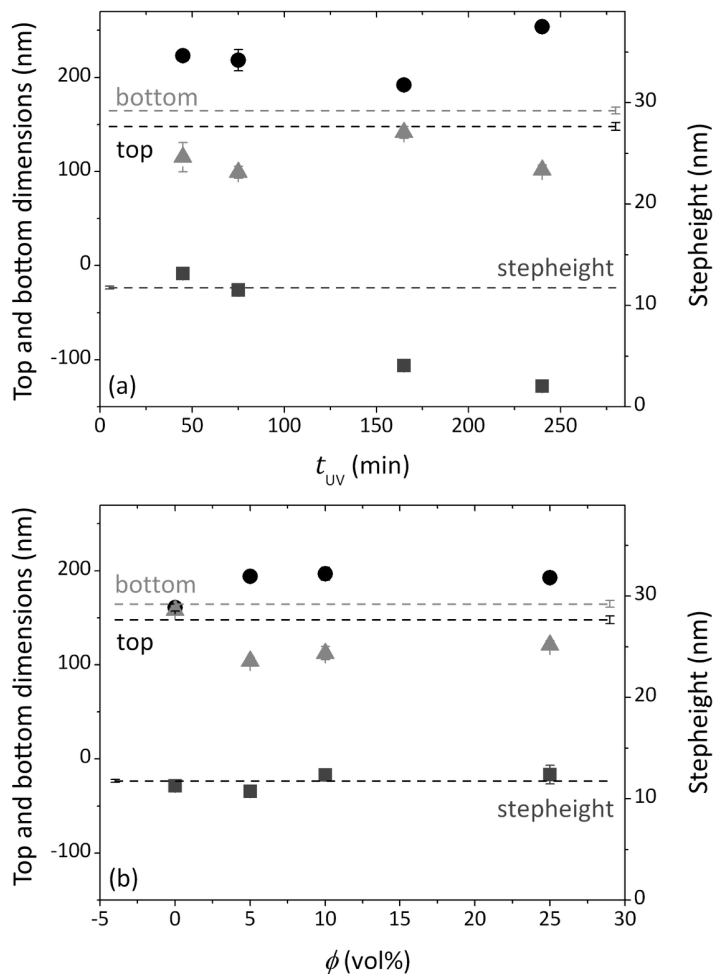 Top and bottom dimensions (nm)
200
100
0
-100
bottom
top
stepheight
(a)
30
20
10
0
Stepheight (nm)
0
50
100
150
200
250
t_UV (min)
Top and bottom dimensions (nm)
200
100
0
-100
bottom
top
stepheight
(b)
30
20
10
0
Stepheight (nm)
-5
0
5
10
15
20
25
30
ϕ (vol%)